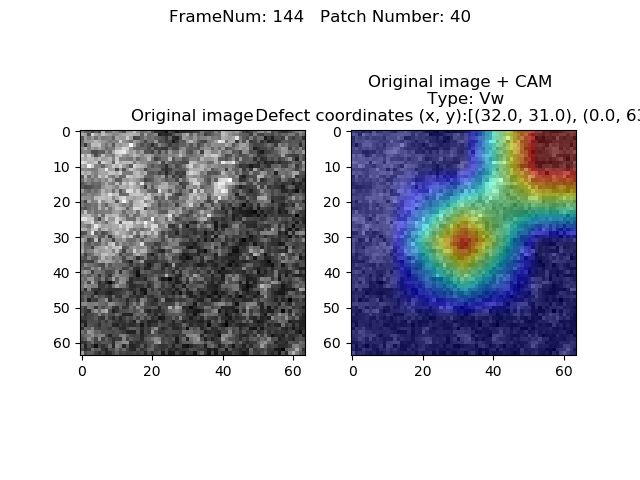 FrameNum: 144   Patch Number: 40
Original image + CAM
Type: Vw
Original image
Defect coordinates (x, y):[(32.0, 31.0), (0.0, 63
0
10
20
30
40
50
60
0 20 40 60
0
10
20
30
40
50
60
0 20 40 60